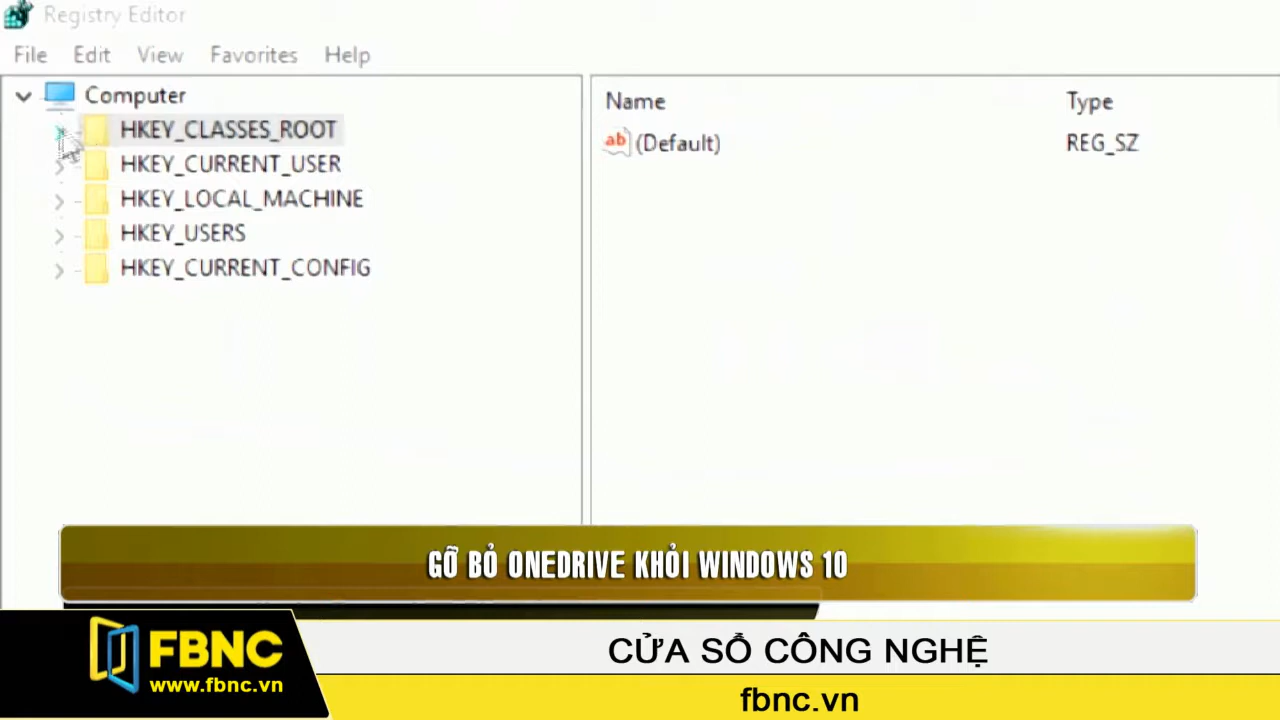 Registry Editor
File Edit View Favorites Help
Computer
HKEY_CLASSES_ROOT
HKEY_CURRENT_USER
HKEY_LOCAL_MACHINE
HKEY_USERS
HKEY_CURRENT_CONFIG
Name Type
ab (Default) REG_SZ
GỠ BỎ ONEDRIVE KHỎI WINDOWS 10
FBNC
www.fbnc.vn
CỬA SỔ CÔNG NGHỆ
fbnc.vn